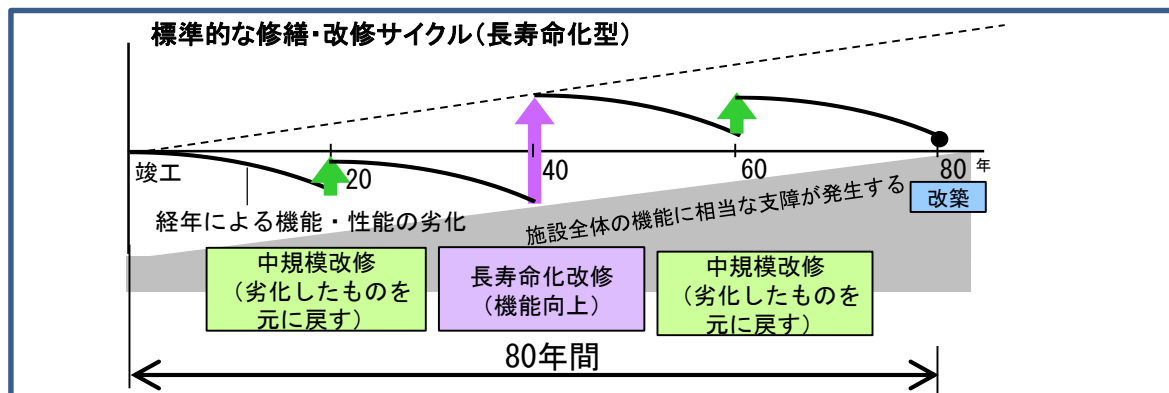 標準的な修繕・改修サイクル（長寿命化型）
竣工
20
40
60
80
年
経年による機能・性能の劣化
施設全体の機能に相当な支障が発生する
改築
中規模改修
（劣化したものを
元に戻す）
長寿命化改修
（機能向上）
中規模改修
（劣化したものを
元に戻す）
80年間